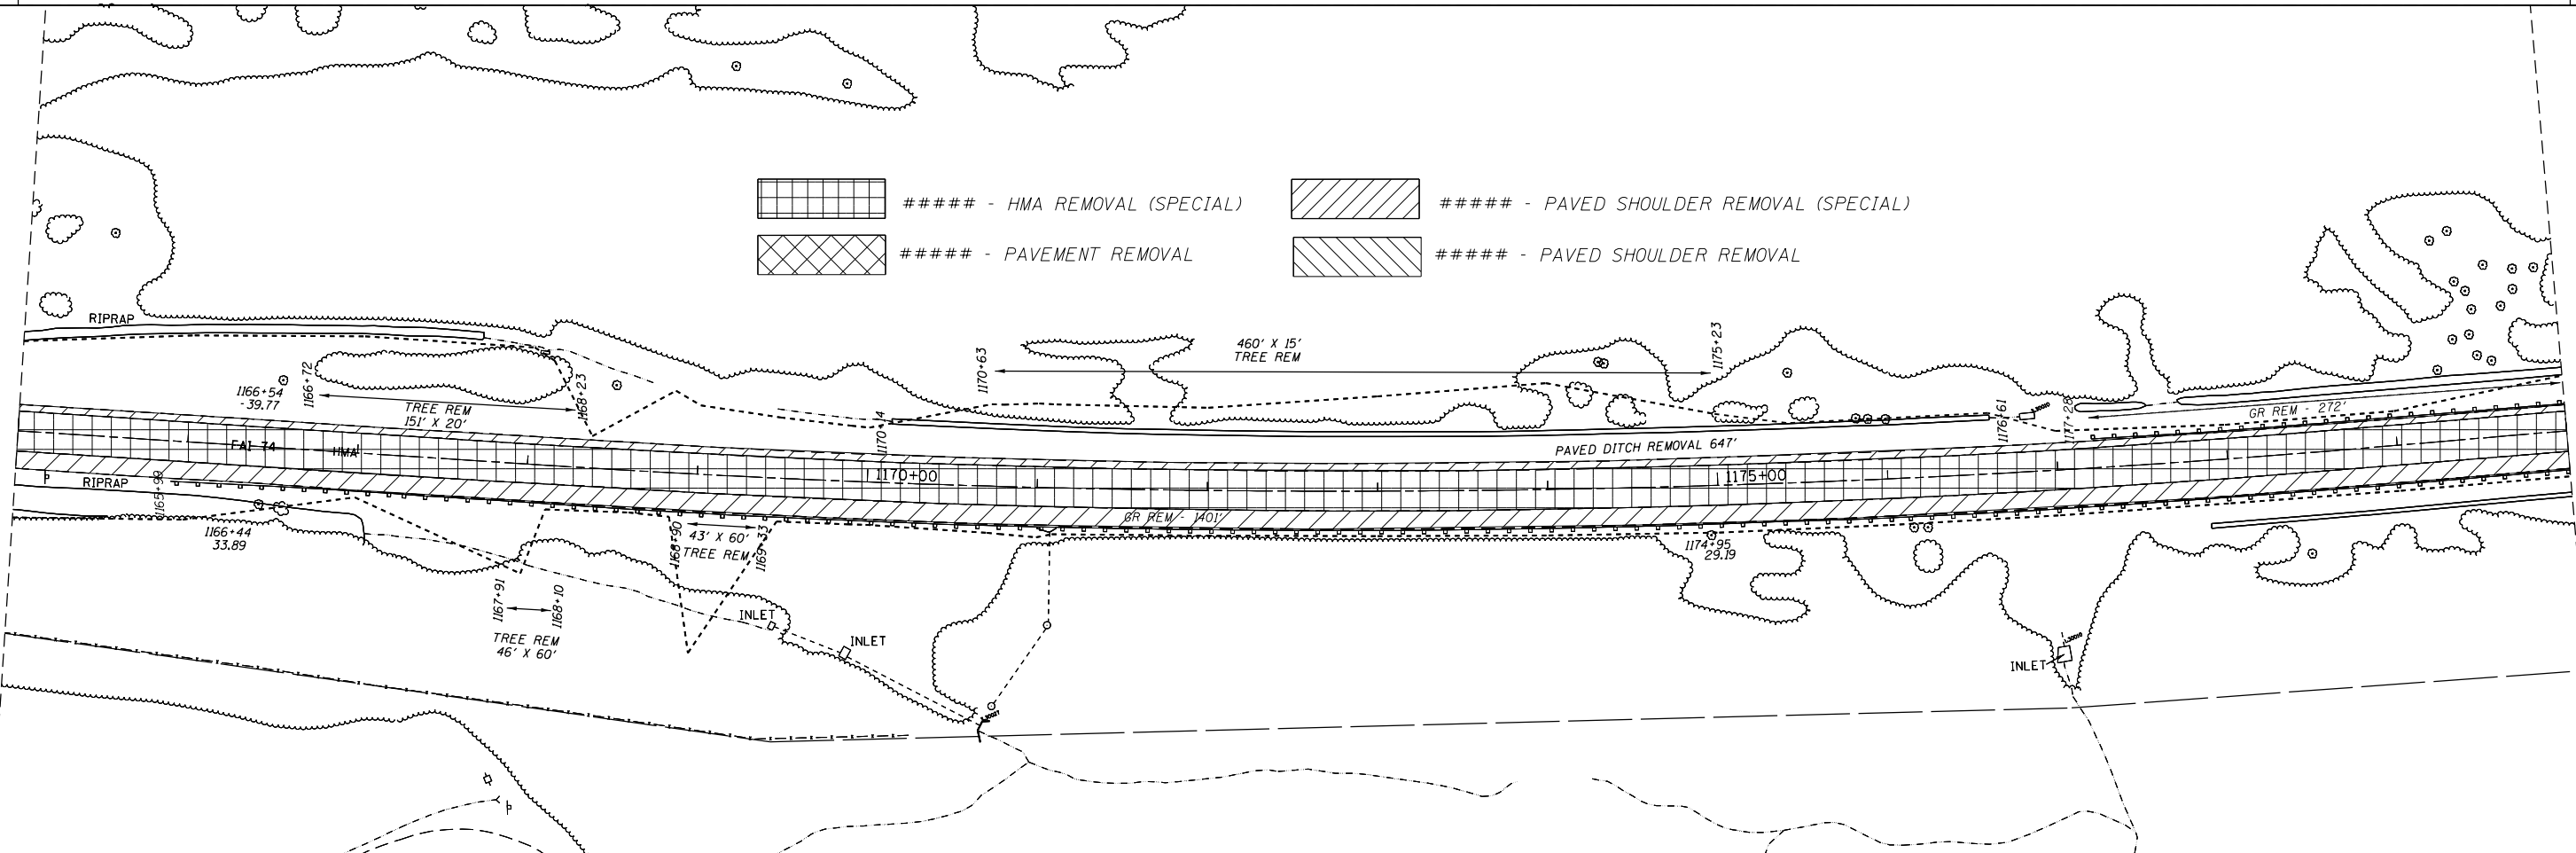 ##### - HMA REMOVAL (SPECIAL)
##### - PAVED SHOULDER REMOVAL (SPECIAL)
##### - PAVEMENT REMOVAL
##### - PAVED SHOULDER REMOVAL
RIPRAP
1166+54
-39.77
1166+72
TREE REM
151' X 20'
1168+23
1170+63
460' X 15'
TREE REM
1175+23
1176+61
1177+28
GR REM - 272'
PAVED DITCH REMOVAL 647'
1170+14
FAI 74
HMA
1170+00
1175+00
RIPRAP
1165+99
GR REM - 1401'
1166+44
33.89
1168+90
43' X 60'
TREE REM
1169+33
1174+95
29.19
1167+91
1168+10
TREE REM
46' X 60'
INLET
INLET
INLET